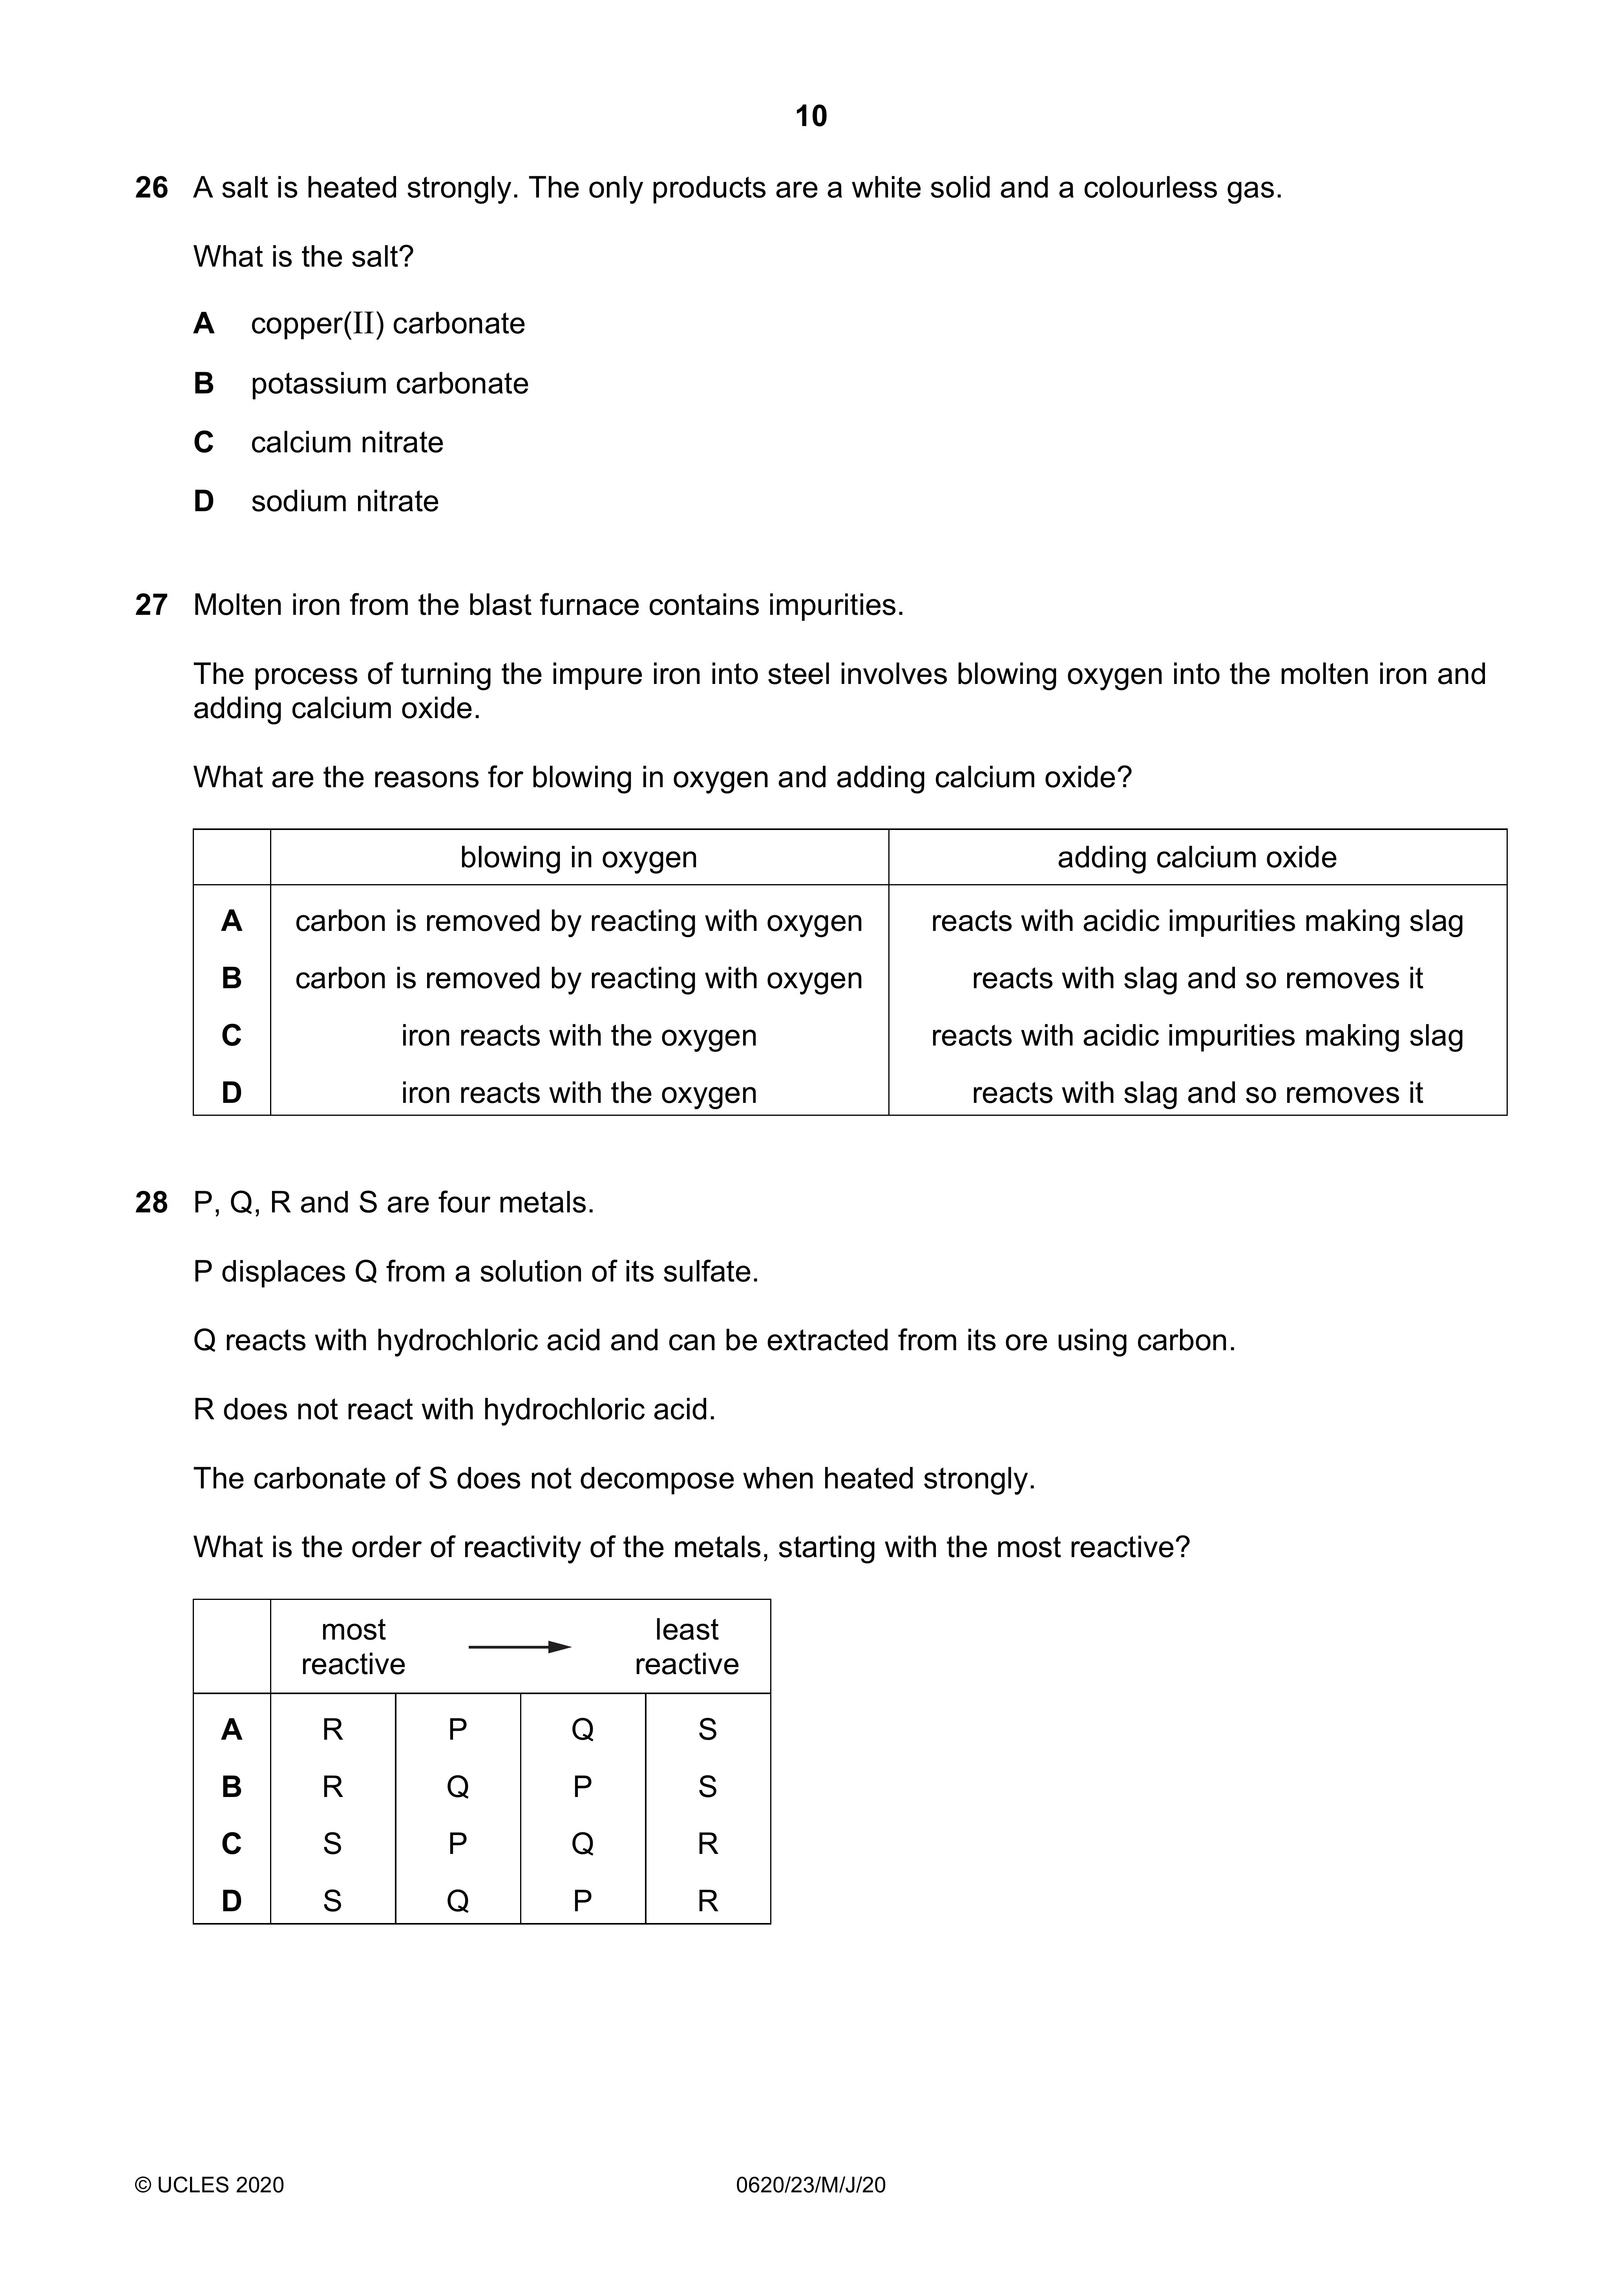 10
26 A salt is heated strongly. The only products are a white solid and a colourless gas.
What is the salt?
A copper(II) carbonate
B potassium carbonate
C calcium nitrate
D sodium nitrate
27 Molten iron from the blast furnace contains impurities.
The process of turning the impure iron into steel involves blowing oxygen into the molten iron and
adding calcium oxide.
What are the reasons for blowing in oxygen and adding calcium oxide?
blowing in oxygen adding calcium oxide
A carbon is removed by reacting with oxygen reacts with acidic impurities making slag
B carbon is removed by reacting with oxygen reacts with slag and so removes it
C iron reacts with the oxygen reacts with acidic impurities making slag
D iron reacts with the oxygen reacts with slag and so removes it
28 P, Q, R and S are four metals.
P displaces Q from a solution of its sulfate.
Q reacts with hydrochloric acid and can be extracted from its ore using carbon.
R does not react with hydrochloric acid.
The carbonate of S does not decompose when heated strongly.
What is the order of reactivity of the metals, starting with the most reactive?
most least
reactive reactive
A R P Q S
B R Q P S
C S P Q R
D S Q P R
© UCLES 2020 0620/23/M/J/20